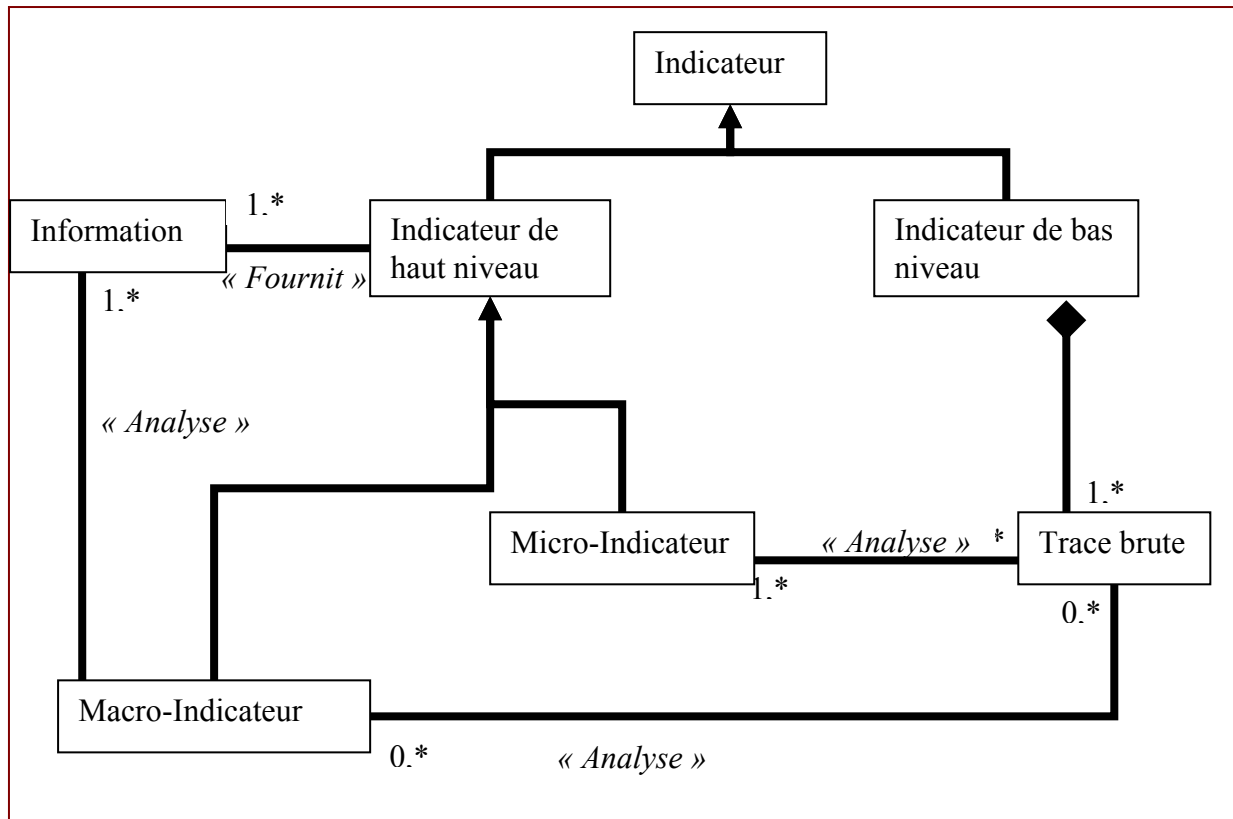 Indicateur
1.*
Information
Indicateur de
haut niveau
Indicateur de bas
niveau
« Fournit »
1.*
« Analyse »
1.*
Micro-Indicateur
« Analyse »
*
Trace brute
1.*
0.*
Macro-Indicateur
0.*
« Analyse »